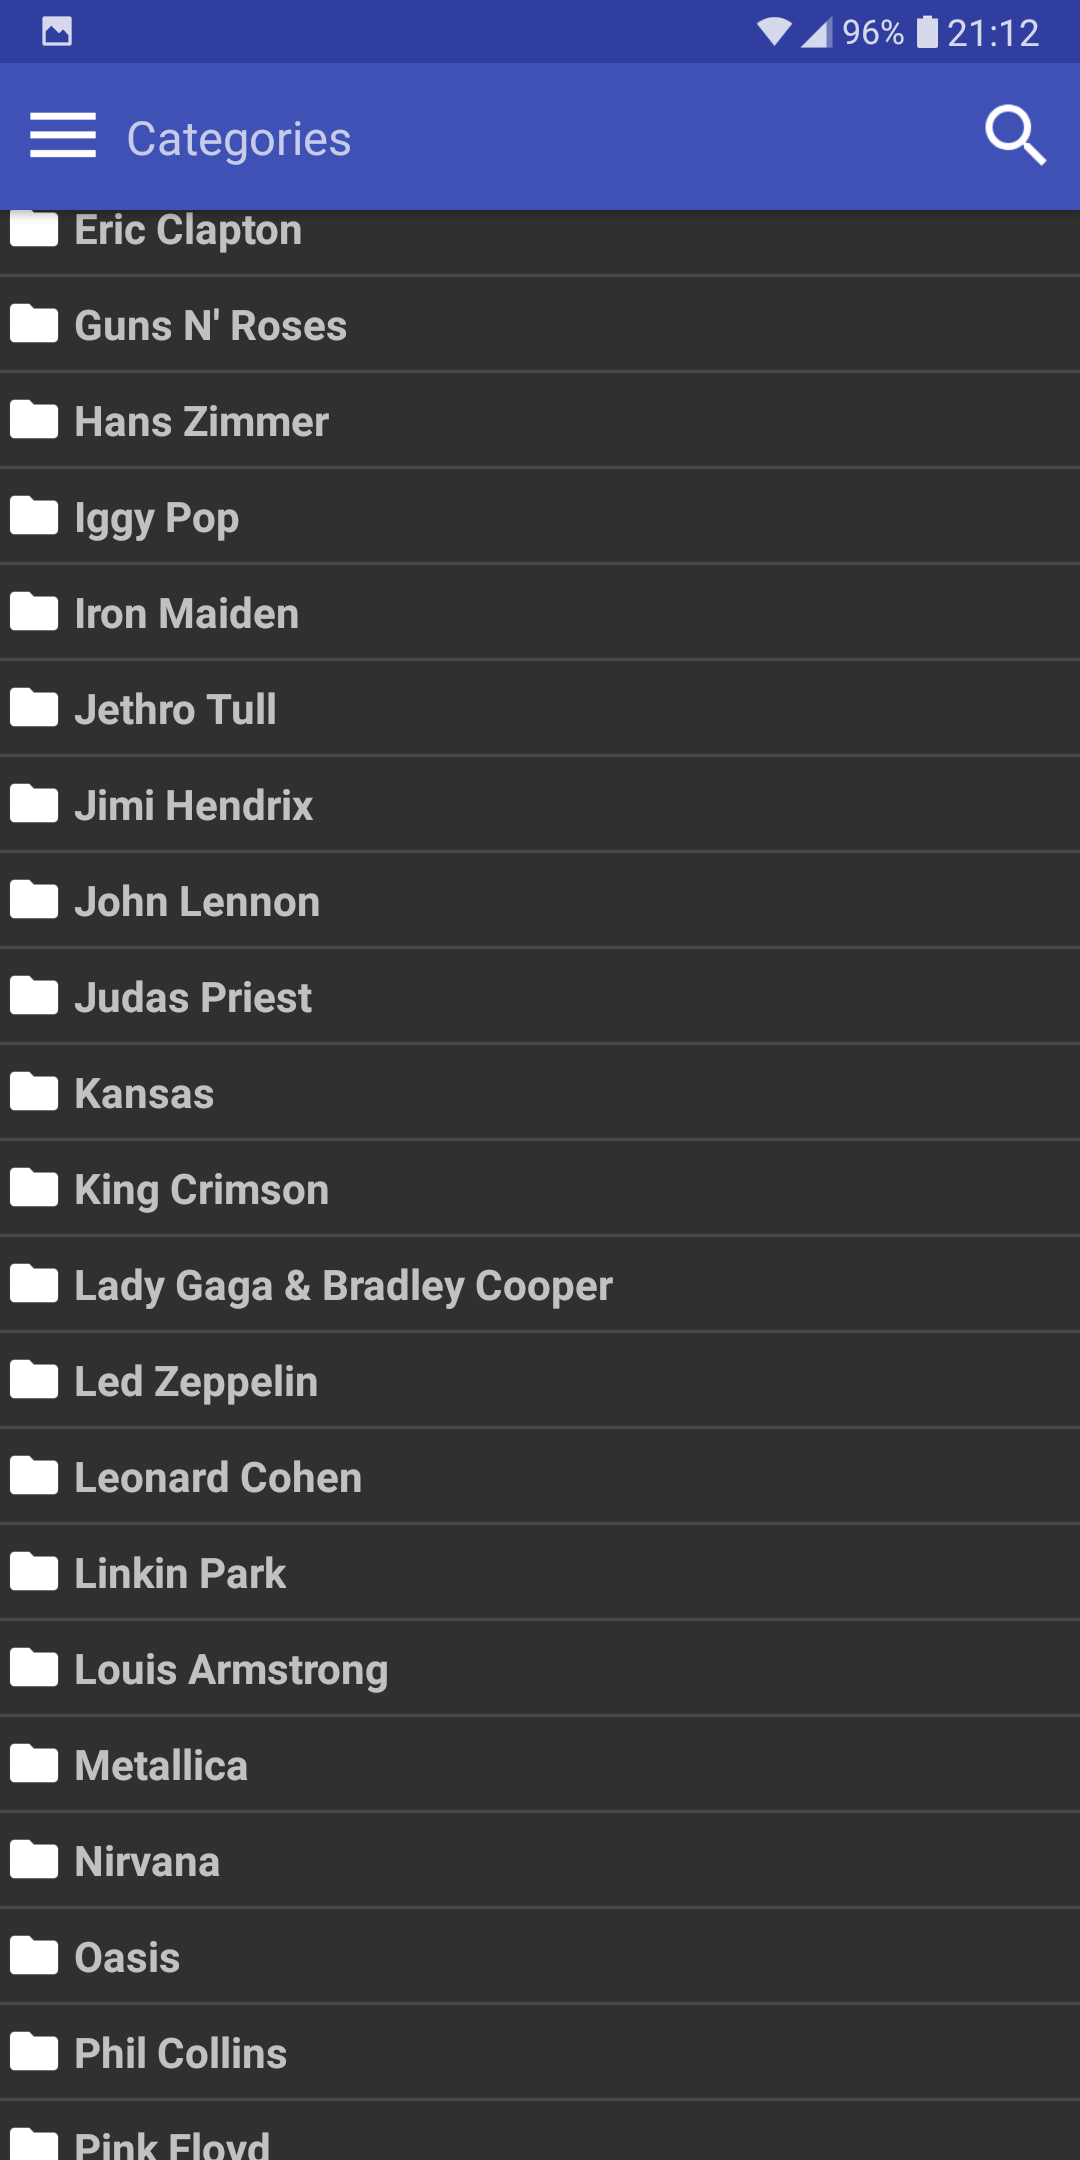 96% 21:12
Categories
Eric Clapton
Guns N' Roses
Hans Zimmer
Iggy Pop
Iron Maiden
Jethro Tull
Jimi Hendrix
John Lennon
Judas Priest
Kansas
King Crimson
Lady Gaga & Bradley Cooper
Led Zeppelin
Leonard Cohen
Linkin Park
Louis Armstrong
Metallica
Nirvana
Oasis
Phil Collins
Pink Floyd